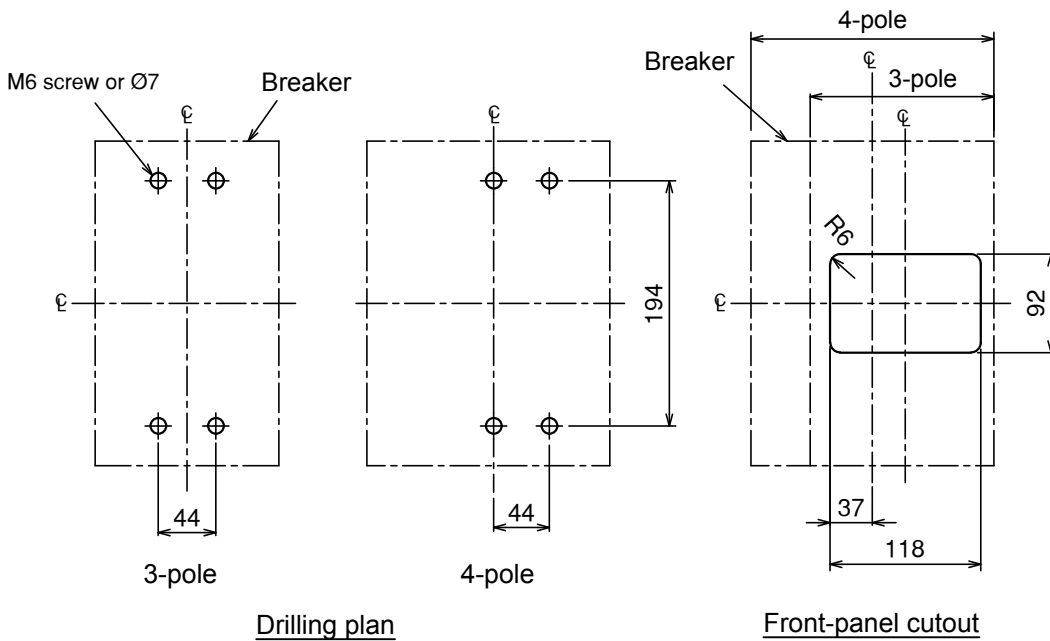 M6 screw or Ø7
Breaker
℄
℄
44
3-pole
℄
194
44
4-pole
Drilling plan
4-pole
℄
Breaker
3-pole
℄
R6
℄
92
37
118
Front-panel cutout